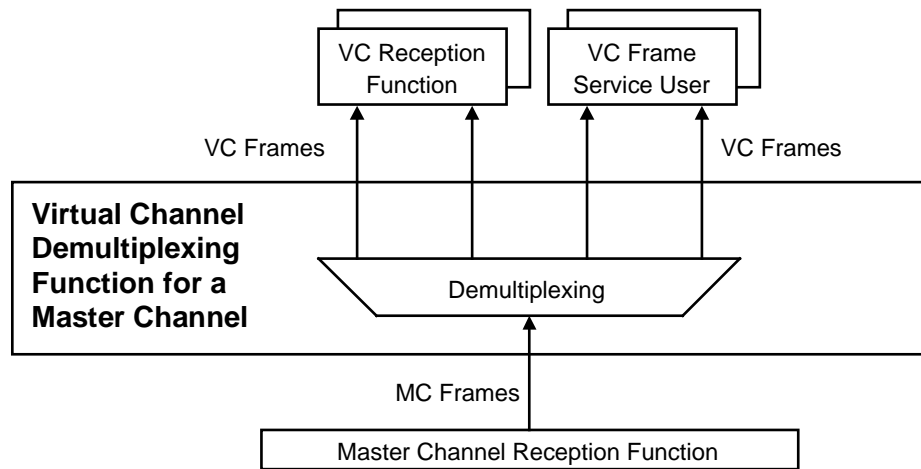 VC Reception
Function
VC Frame
Service User
VC Frames
VC Frames
Virtual Channel
Demultiplexing
Function for a
Master Channel
Demultiplexing
MC Frames
Master Channel Reception Function